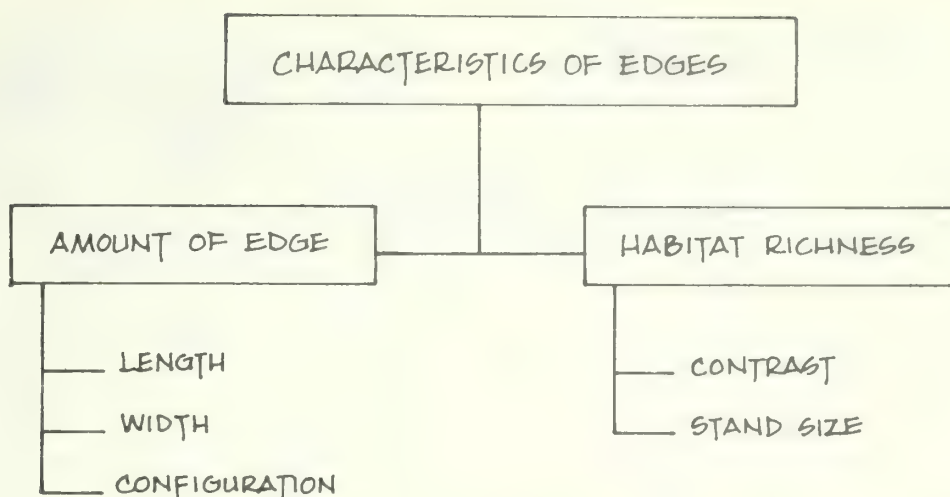 CHARACTERISTICS OF EDGES
AMOUNT OF EDGE
LENGTH
WIDTH
CONFIGURATION
HABITAT RICHNESS
CONTRAST
STAND SIZE